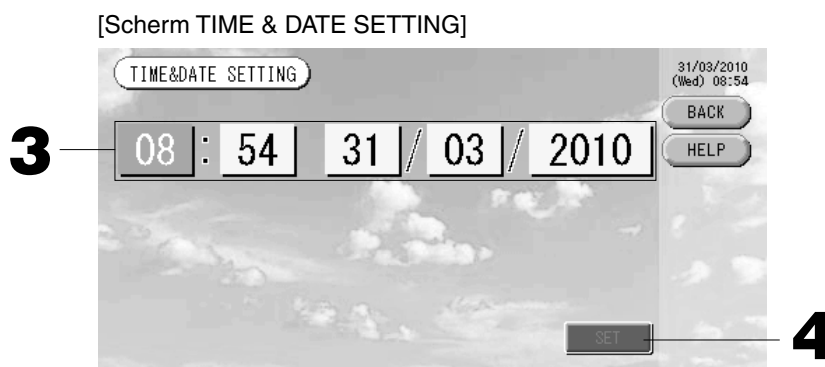 [Scherm TIME & DATE SETTING]
TIME&DATE SETTING
31/03/2010
(Wed) 08:54
BACK
3
08 : 54 31 / 03 / 2010
HELP
SET
4